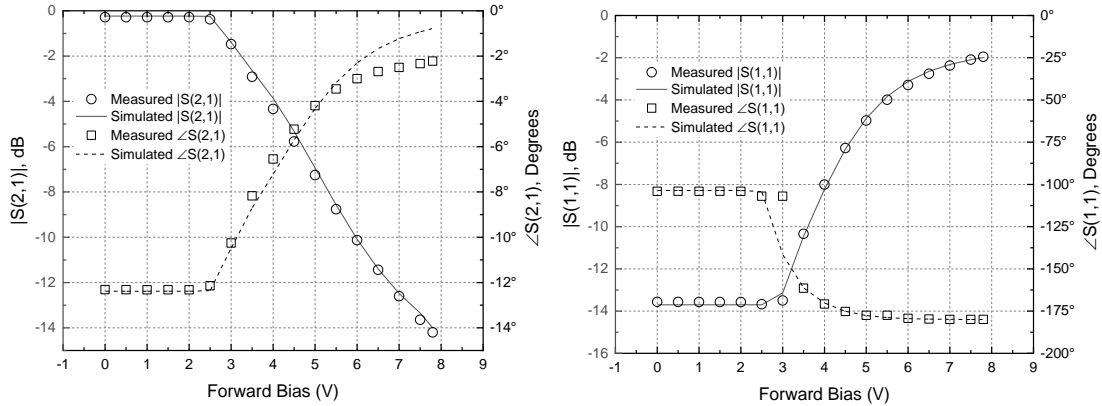 0
-2
-4
-6
-8
-10
-12
-14
|S(2,1)|, dB
0°
-2°
-4°
-6°
-8°
-10°
-12°
-14°
∠S(2,1), Degrees
Measured |S(2,1)|
Simulated |S(2,1)|
Measured ∠S(2,1)
Simulated ∠S(2,1)
-1 0 1 2 3 4 5 6 7 8 9
Forward Bias (V)
0
-2
-4
-6
-8
-10
-12
-14
-16
|S(1,1)|, dB
0°
-25°
-50°
-75°
-100°
-125°
-150°
-175°
-200°
∠S(1,1), Degrees
Measured |S(1,1)|
Simulated |S(1,1)|
Measured ∠S(1,1)
Simulated ∠S(1,1)
-1 0 1 2 3 4 5 6 7 8 9
Forward Bias (V)